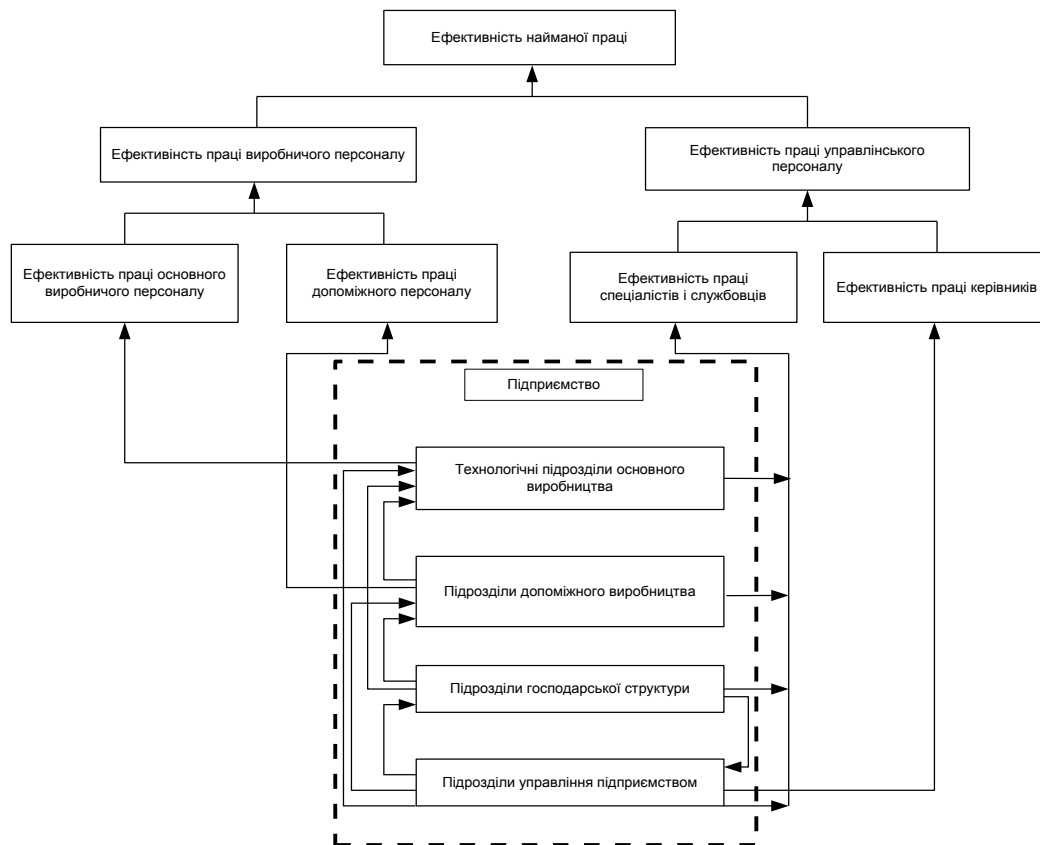 Ефективність найманої праці
Ефективіність праці виробничого персоналу
Ефективність праці управлінського
персоналу
Ефективність праці основного
виробничого персоналу
Ефективність праці
допоміжного персоналу
Ефективність праці
спеціалістів і службовців
Ефективність праці керівників
Підприємство
Технологічні підрозділи основного
виробництва
Підрозділи допоміжного виробництва
Підрозділи господарської структури
Підрозділи управління підприємством